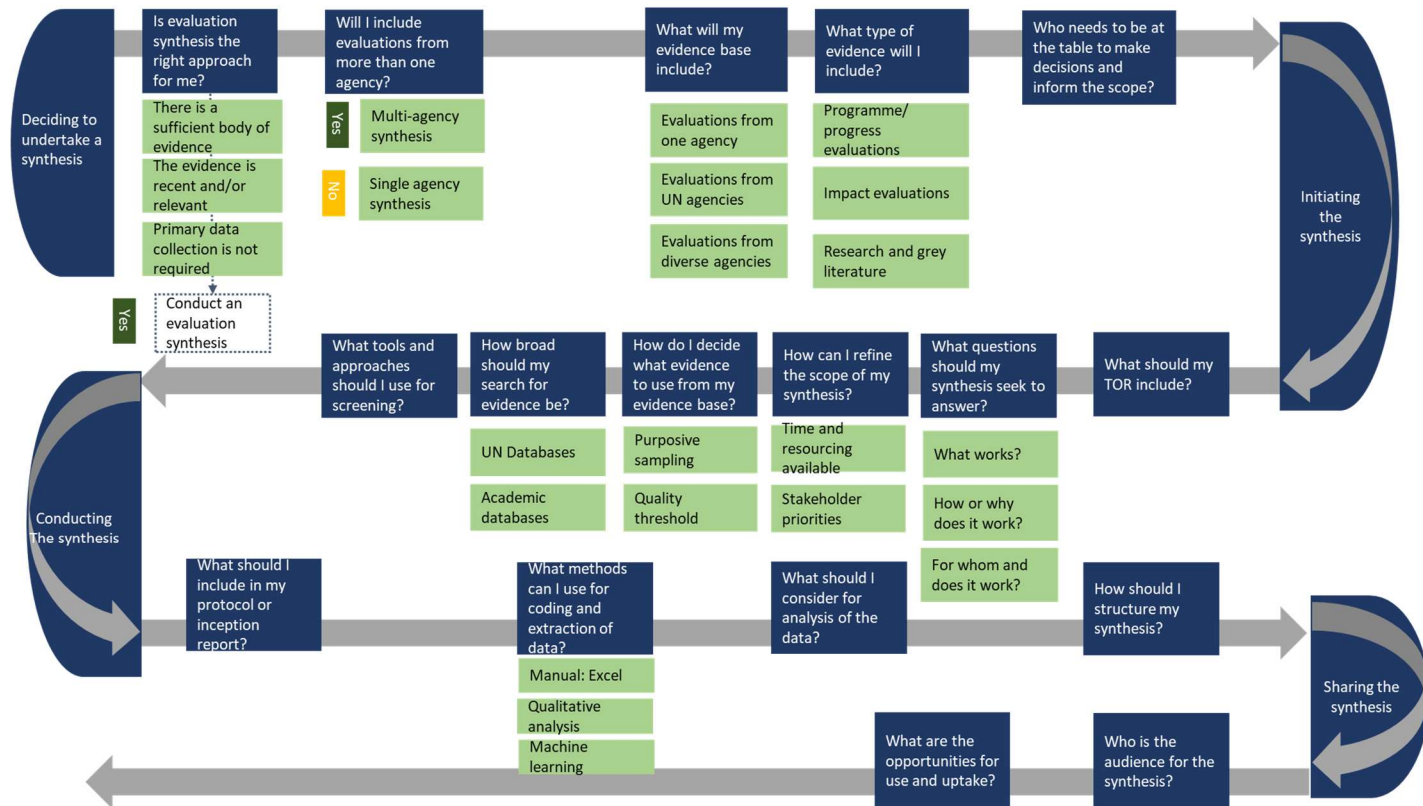 Deciding to
undertake a
synthesis
Is evaluation
synthesis the
right approach
for me?
There is a
sufficient body of
evidence
The evidence is
recent and/or
relevant
Primary data
collection is not
required
Yes
Conduct an
evaluation
synthesis
Will I include
evaluations from
more than one
agency?
Yes
Multi-agency
synthesis
No
Single agency
synthesis
What will my
evidence base
include?
Evaluations from
one agency
Evaluations from
UN agencies
Evaluations from
diverse agencies
What type of
evidence will I
include?
Programme/
progress
evaluations
Impact evaluations
Research and grey
literature
Who needs to be at
the table to make
decisions and
inform the scope?
Initiating
the
synthesis
What should my
TOR include?
What questions
should my
synthesis seek to
answer?
What works?
How or why
does it work?
For whom and
does it work?
How can I refine
the scope of my
synthesis?
Time and
resourcing
available
Stakeholder
priorities
How do I decide
what evidence
to use from my
evidence base?
Purposive
sampling
Quality
threshold
How broad
should my
search for
evidence be?
UN Databases
Academic
databases
What tools and
approaches
should I use for
screening?
Conducting
The synthesis
What should I
include in my
protocol or
inception
report?
What methods
can I use for
coding and
extraction of
data?
Manual: Excel
Qualitative
analysis
Machine
learning
What should I
consider for
analysis of the
data?
How should I
structure my
synthesis?
Sharing the
synthesis
Who is the
audience for the
synthesis?
What are the
opportunities for
use and uptake?